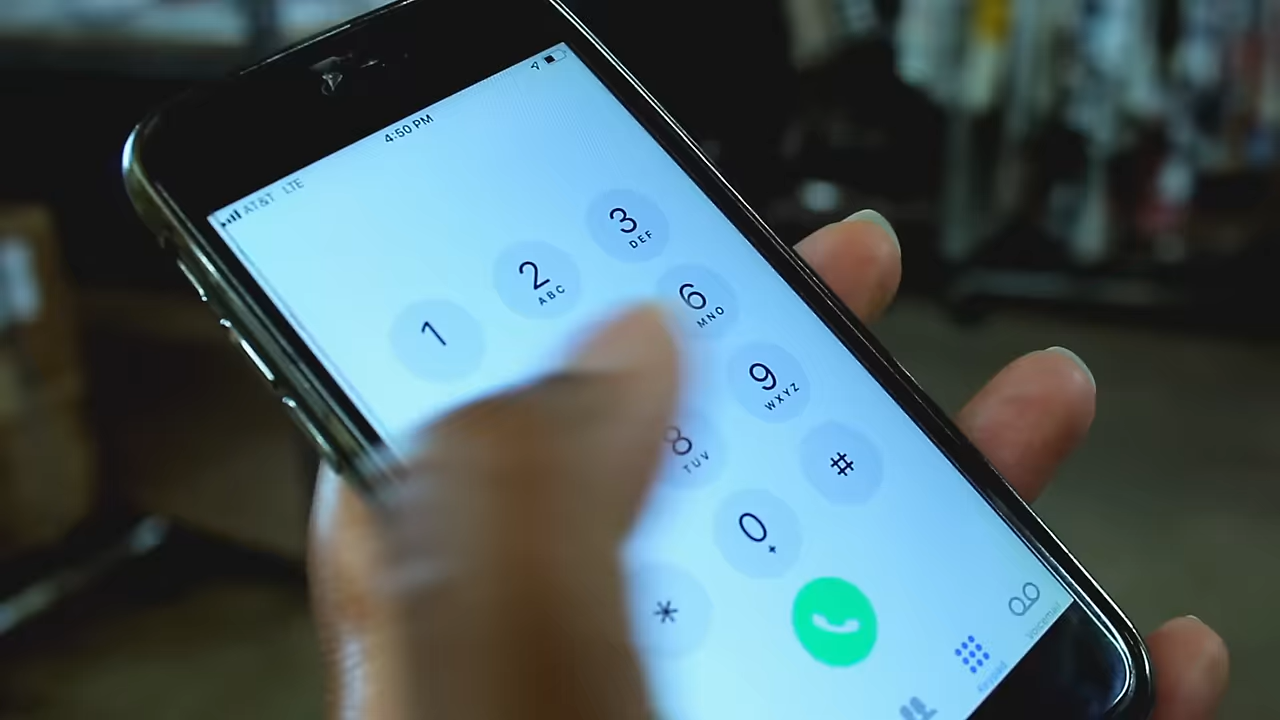 AT&T LTE 4:50 PM
1
2 ABC
3 DEF
6 MNO
8 TUV
9 WXYZ
*
0 +
#
keypad
voicemail